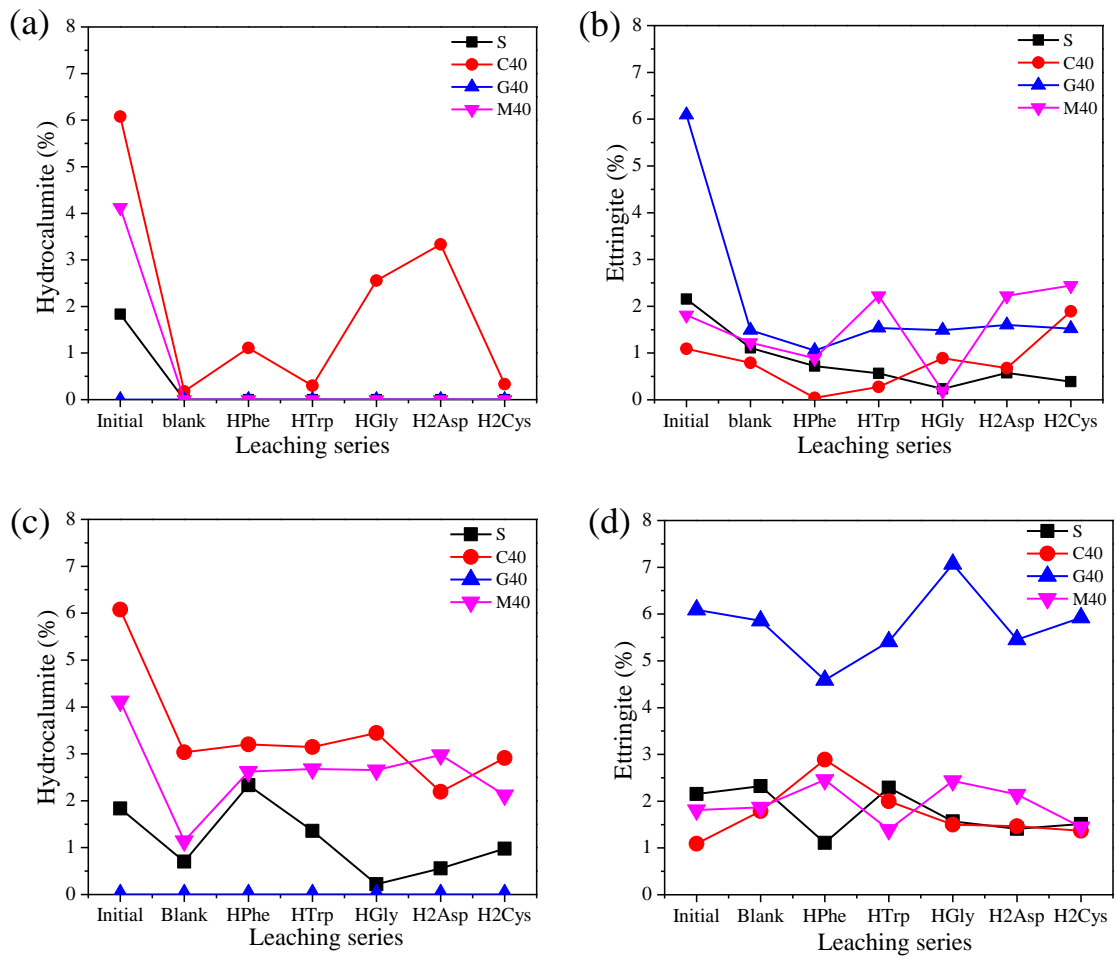 (a)
8
7
6
5
4
3
2
1
0
Hydrocalumite (%)
S
C40
G40
M40
Initial blank HPhe HTrp HGly H2Asp H2Cys
Leaching series
(b)
8
7
6
5
4
3
2
1
0
Ettringite (%)
S
C40
G40
M40
Initial blank HPhe HTrp HGly H2Asp H2Cys
Leaching series
(c)
8
7
6
5
4
3
2
1
0
Hydrocalumite (%)
S
C40
G40
M40
Initial Blank HPhe HTrp HGly H2Asp H2Cys
Leaching series
(d)
8
7
6
5
4
3
2
1
0
Ettringite (%)
S
C40
G40
M40
Initial Blank HPhe HTrp HGly H2Asp H2Cys
Leaching series